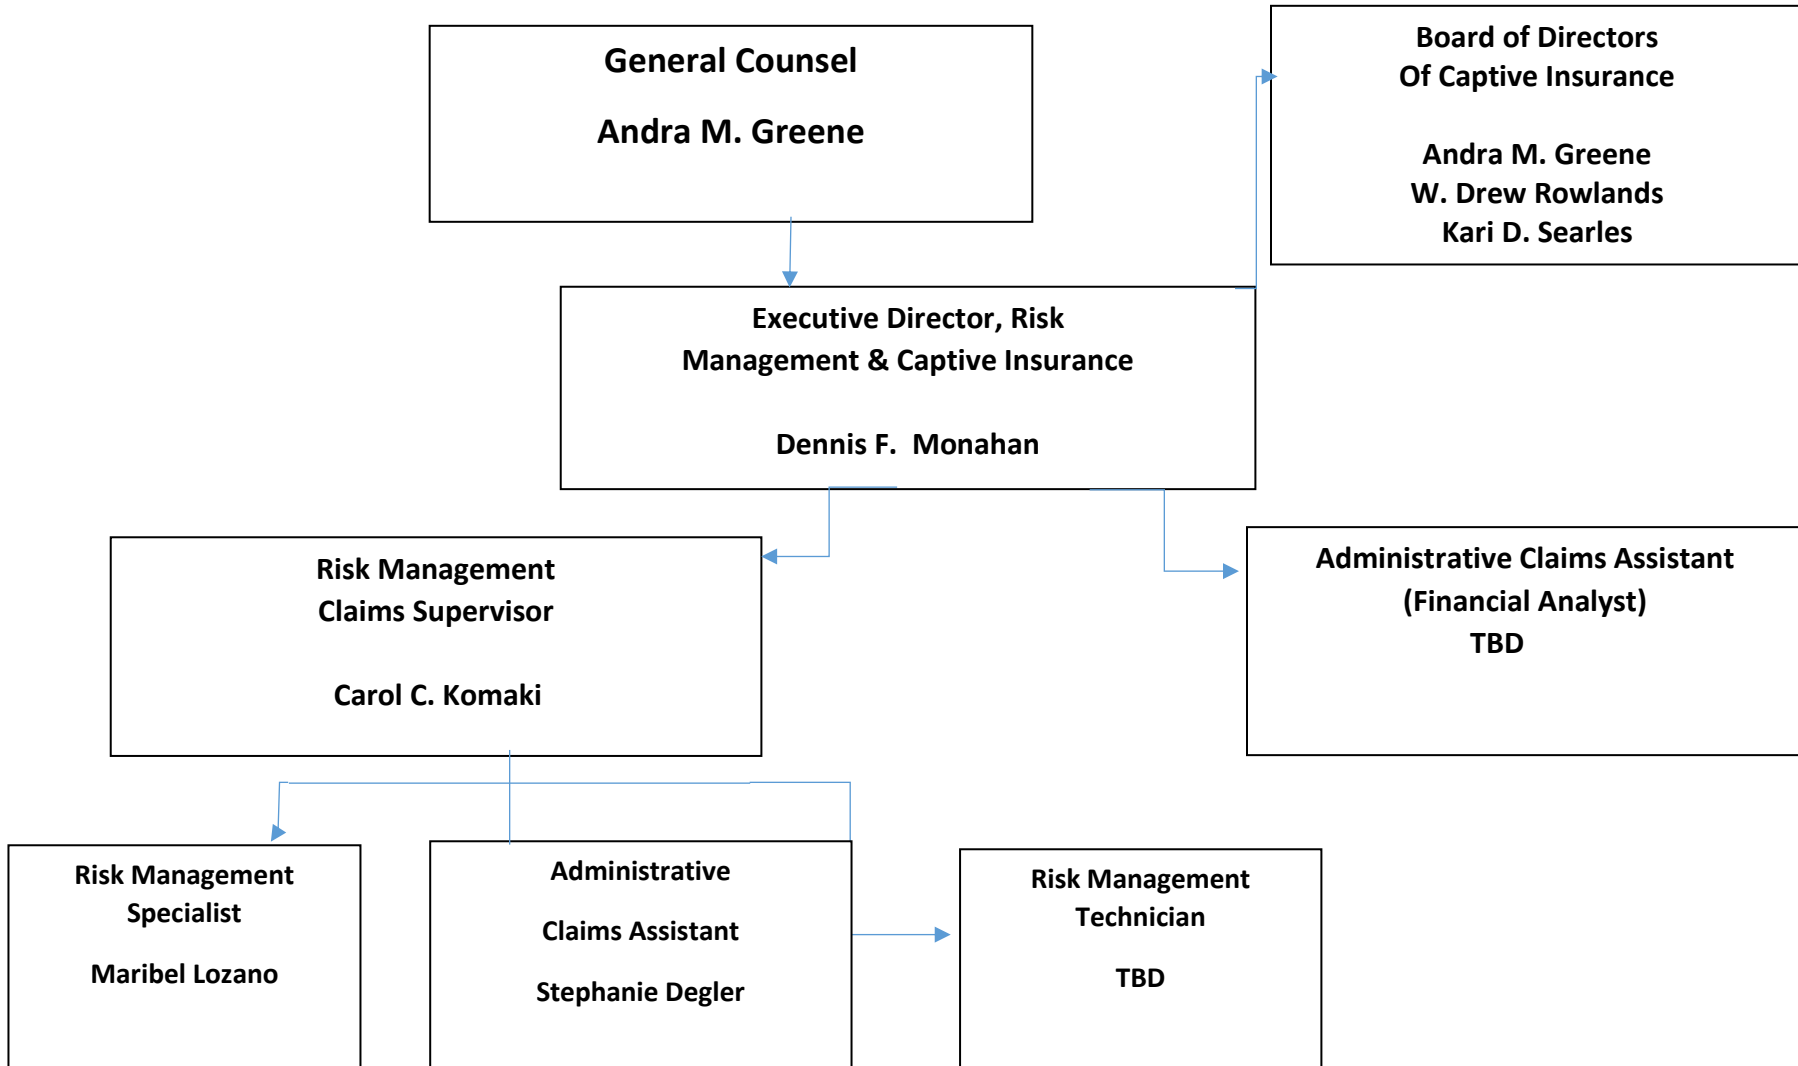 General Counsel
Andra M. Greene
Board of Directors
Of Captive Insurance
Andra M. Greene
W. Drew Rowlands
Kari D. Searles
Executive Director, Risk
Management & Captive Insurance
Dennis F.  Monahan
Risk Management
Claims Supervisor
Carol C. Komaki
Administrative Claims Assistant
(Financial Analyst)
TBD
Risk Management
Specialist
Maribel Lozano
Administrative
Claims Assistant
Stephanie Degler
Risk Management
Technician
TBD